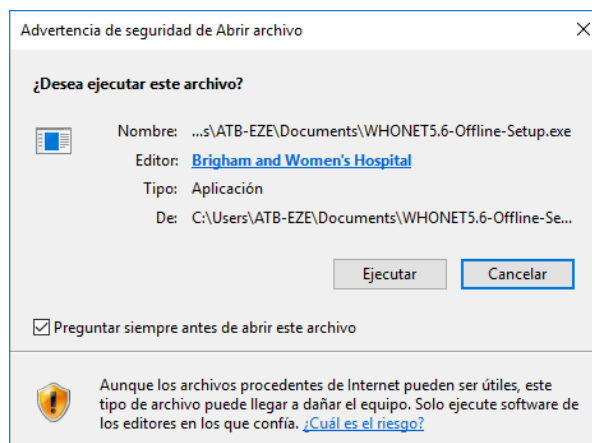 Advertencia de seguridad de Abrir archivo
¿Desea ejecutar este archivo?
Nombre: ...s\ATB-EZE\Documents\WHONET5.6-Offline-Setup.exe
Editor: Brigham and Women's Hospital
Tipo: Aplicación
De: C:\Users\ATB-EZE\Documents\WHONET5.6-Offline-Se...
Ejecutar Cancelar
Preguntar siempre antes de abrir este archivo
Aunque los archivos procedentes de Internet pueden ser útiles, este
tipo de archivo puede llegar a dañar el equipo. Solo ejecute software de
los editores en los que confía. ¿Cuál es el riesgo?